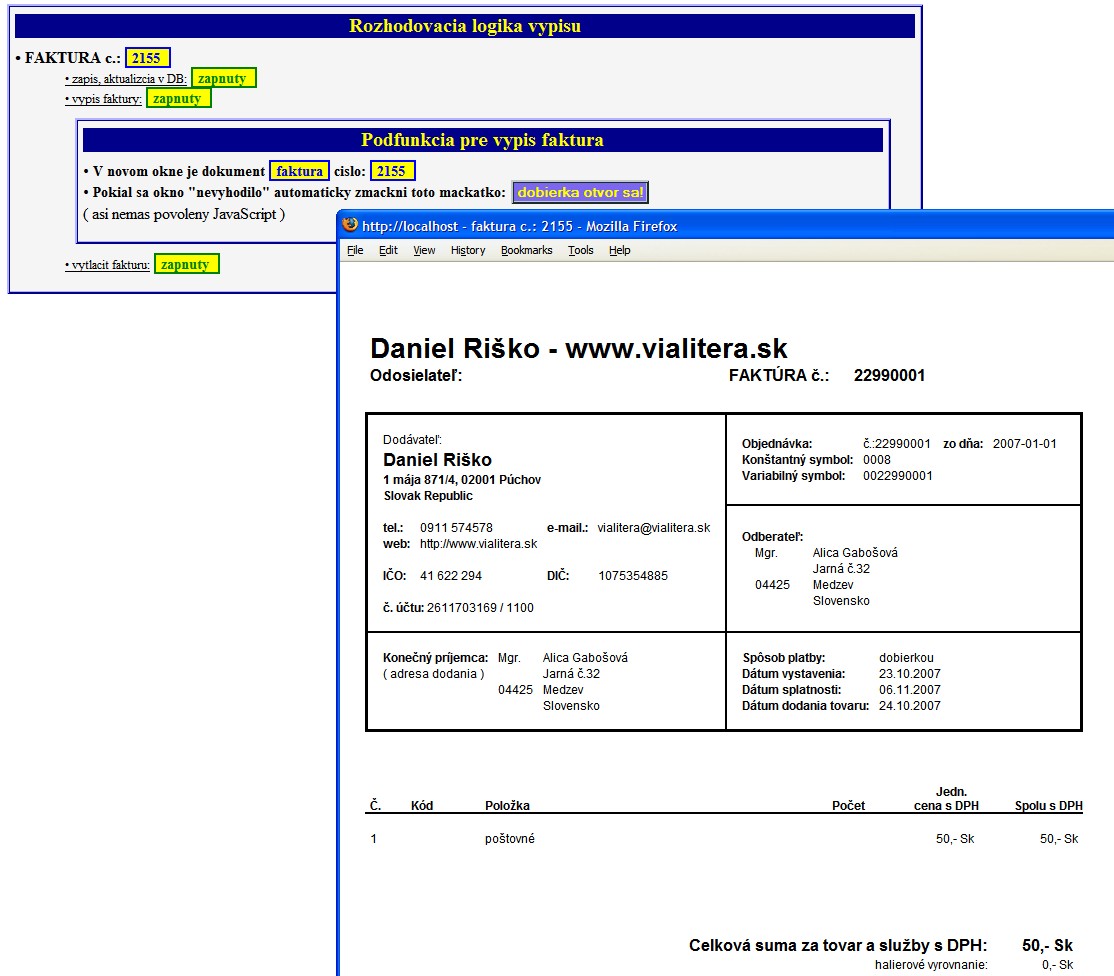 Rozhodovacia logika vypisu
• FAKTURA c.: 2155
• zapis, aktualizcia v DB: zapnuty
• vypis faktury: zapnuty
Podfunkcia pre vypis faktura
• V novom okne je dokument faktura cislo: 2155
• Pokial sa okno "nevyhodilo" automaticky zmackni toto mackatko: dobierka otvor sa!
( asi nemas povoleny JavaScript )
• vytlacit fakturu: zapnuty
http://localhost - faktura c.: 2155 - Mozilla Firefox
File Edit View History Bookmarks Tools Help
Daniel Riško - www.vialitera.sk
Odosielateľ: FAKTÚRA č.: 22990001
Dodávateľ:
Daniel Riško
1 mája 871/4, 02001 Púchov
Slovak Republic
tel.: 0911 574578 e-mail.: vialitera@vialitera.sk
web: http://www.vialitera.sk
IČO: 41 622 294 DIČ: 1075354885
č. účtu: 2611703169 / 1100
Objednávka: č.:22990001 zo dňa: 2007-01-01
Konštantný symbol: 0008
Variabilný symbol: 0022990001
Odberateľ:
Mgr. Alica Gabošová
Jarná č.32
04425 Medzev
Slovensko
Konečný príjemca: Mgr. Alica Gabošová
( adresa dodania ) Jarná č.32
04425 Medzev
Slovensko
Spôsob platby: dobierkou
Dátum vystavenia: 23.10.2007
Dátum splatnosti: 06.11.2007
Dátum dodania tovaru: 24.10.2007
Jedn.
Č. Kód Položka Počet cena s DPH Spolu s DPH
1 poštovné 50,- Sk 50,- Sk
Celková suma za tovar a služby s DPH: 50,- Sk
halierové vyrovnanie: 0,- Sk